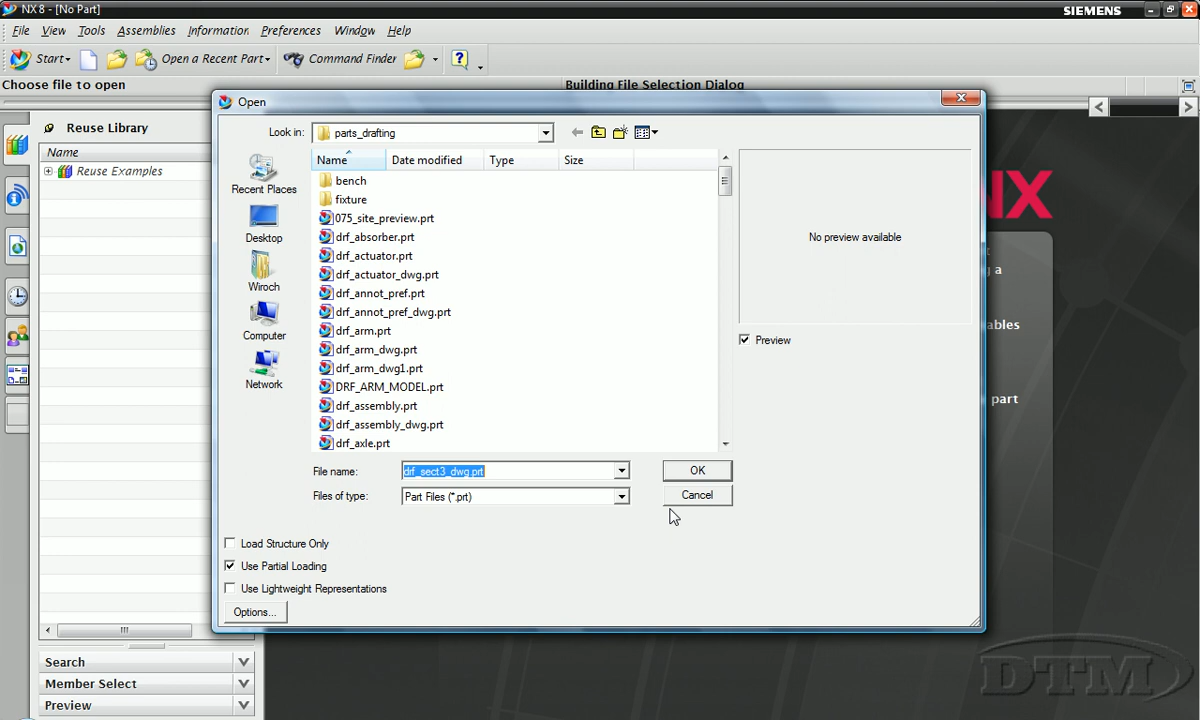 NX 8 - [No Part]
SIEMENS
File View Tools Assemblies Information Preferences Window Help
Start Open a Recent Part Command Finder
Choose file to open
Building File Selection Dialog
Open
Reuse Library
Name
Reuse Examples
Look in: parts_drafting
Name Date modified Type Size
Recent Places
Desktop
Wiroch
Computer
Network
bench
fixture
075_site_preview.prt
drf_absorber.prt
drf_actuator.prt
drf_actuator_dwg.prt
drf_annot_pref.prt
drf_annot_pref_dwg.prt
drf_arm.prt
drf_arm_dwg.prt
drf_arm_dwg1.prt
DRF_ARM_MODEL.prt
drf_assembly.prt
drf_assembly_dwg.prt
drf_axle.prt
No preview available
Preview
NX
g a
ables
part
File name: drf_sect3_dwg.prt OK
Files of type: Part Files (*.prt) Cancel
Load Structure Only
Use Partial Loading
Use Lightweight Representations
Options...
Search
Member Select
Preview
DTM